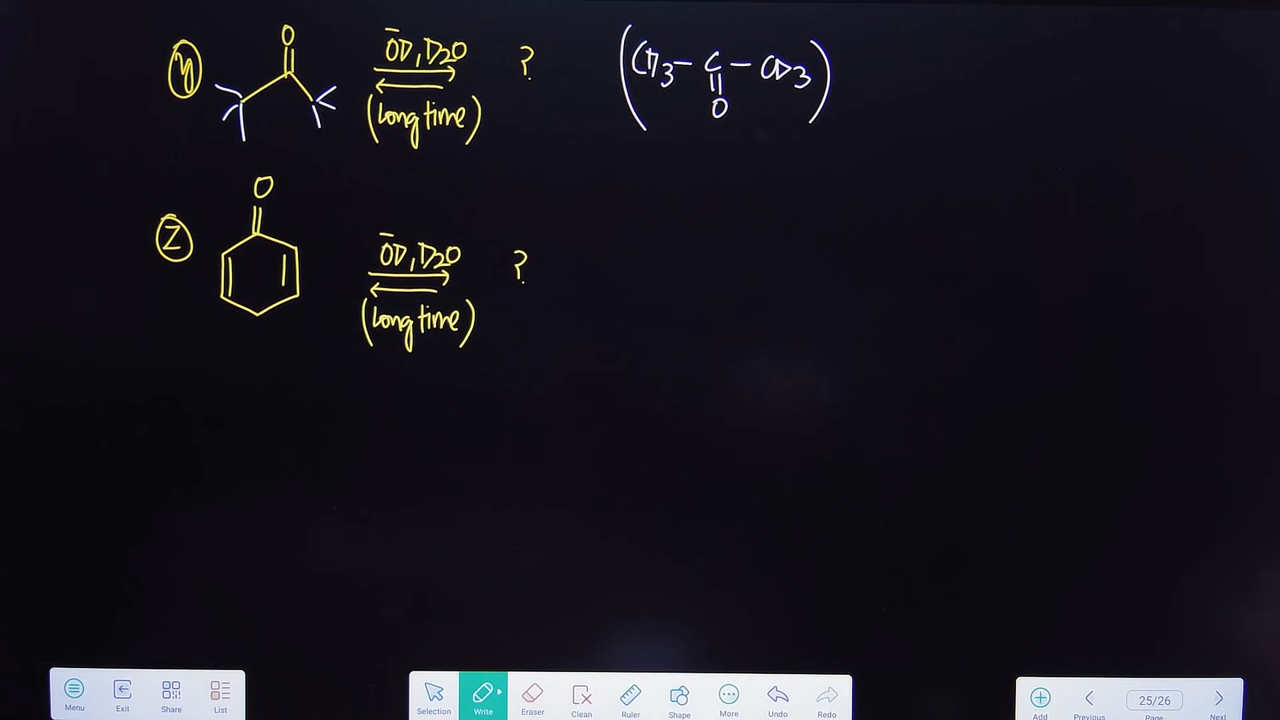 y
O
⁻OD, D2O
?
(CD3 - C - CD3)
O
(long time)
z
O
⁻OD, D2O
?
(long time)
Menu
Exit
Share
List
Selection
Write
Eraser
Clean
Ruler
Shape
More
Undo
Redo
Add
Previous
25/26
Page
Next